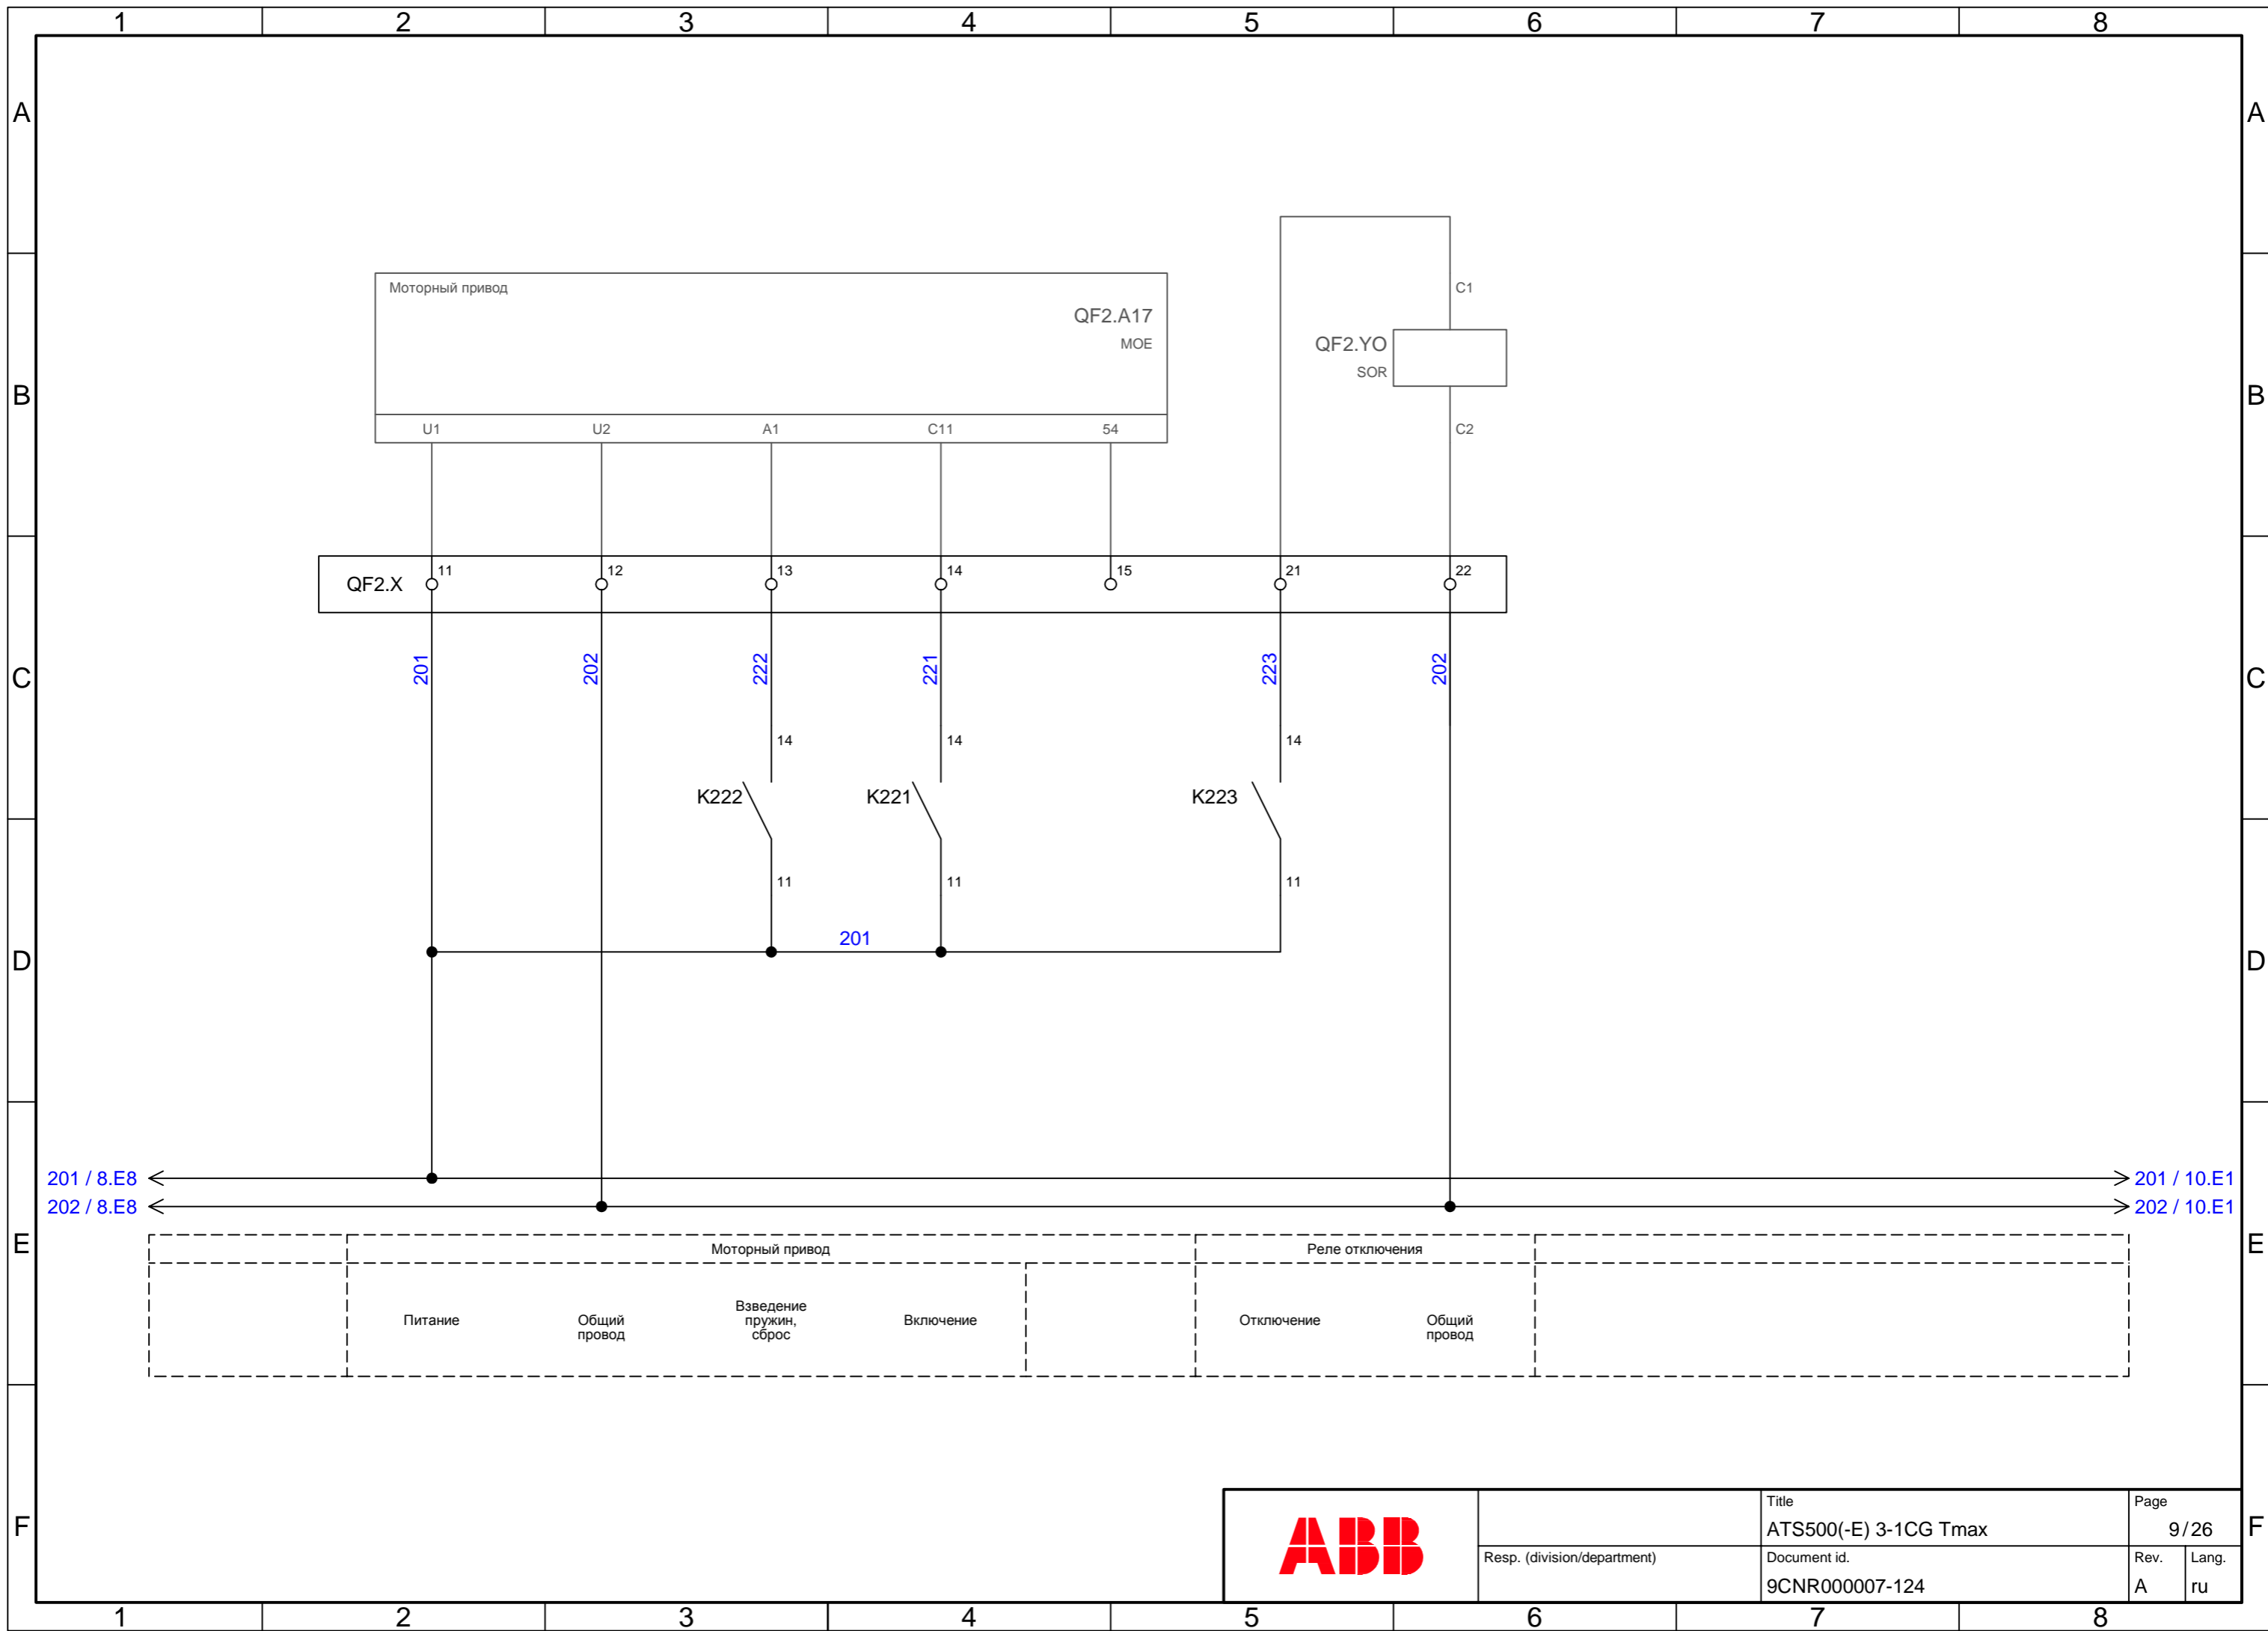 1 2 3 4 5 6 7 8
A A
Моторный привод
QF2.A17
MOE
C1
QF2.YO
SOR
B B
U1 U2 A1 C11 54
C2
QF2.X 11 12 13 14 15 21 22
201 202 222 221 223 202
C C
14 14 14
K222 K221 K223
11 11 11
201
D D
201 / 8.E8 201 / 10.E1
202 / 8.E8 202 / 10.E1
E E
Моторный привод Реле отключения
Питание
Общий
провод
Взведение
пружин,
сброс
Включение
Отключение
Общий
провод
F F
ABB
Title
ATS500(-E) 3-1CG Tmax
Page
9/26
Resp. (division/department)
Document id.
9CNR000007-124
Rev.
A
Lang.
ru
1 2 3 4 5 6 7 8